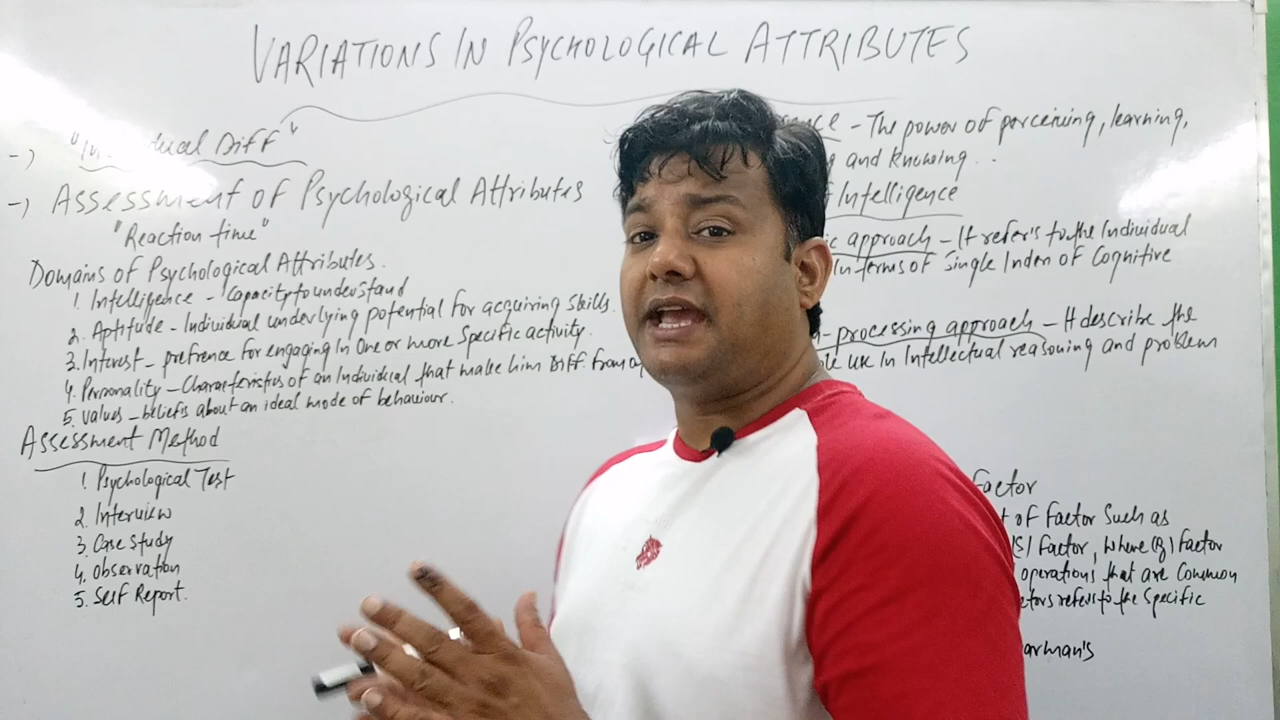 VARIATIONS IN PSYCHOLOGICAL ATTRIBUTES
-) Diff"
-) Assessment of Psychological Attributes
"Reaction time"
Domains of Psychological Attributes.
1. Intelligence - Capacity to understand
2. Aptitude - Individual underlying potential for acquiring skills.
3. Interest - prefrence for engaging in one or more specific activity.
4. Personality - Characteristics of an Individual that make him Diff. from
5. Values - beliefs about an ideal mode of behaviour.
Assessment Method
1. Psychological Test
2. Interview
3. Case study
4. Observation
5. Self Report.
- The power of perceiving, learning,
and knowing. . .
Intelligence
approach - It refer's to the Individual
In terms of Single Index of Cognitive
-processing approach - It describe the
use in Intellectual reasoning and problem
Factor
of Factor Such as
(S) Factor, where (g) Factor
operations that are Common
refers to the Specific